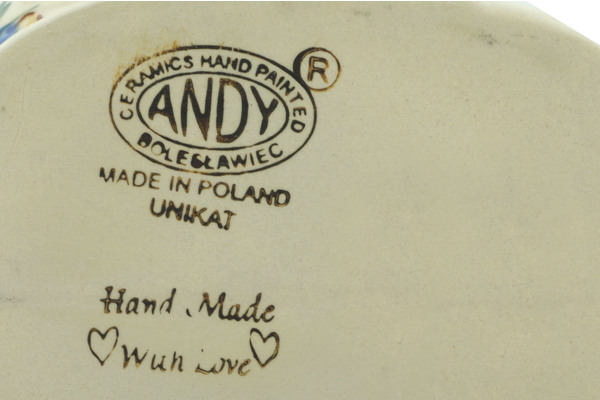 CERAMICS HAND PAINTED
®
ANDY
BOLESŁAWIEC
MADE IN POLAND
UNIKAT
Hand Made
♡ With Love ♡